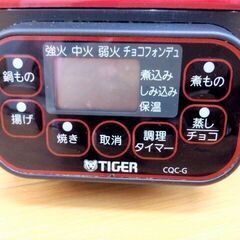 強火 中火 弱火 チョコフォンデュ
煮込み
しみ込み
保温
鍋もの
煮もの
揚げ
焼き
取消
調理
タイマー
蒸し
チョコ
TIGER
CQC-G